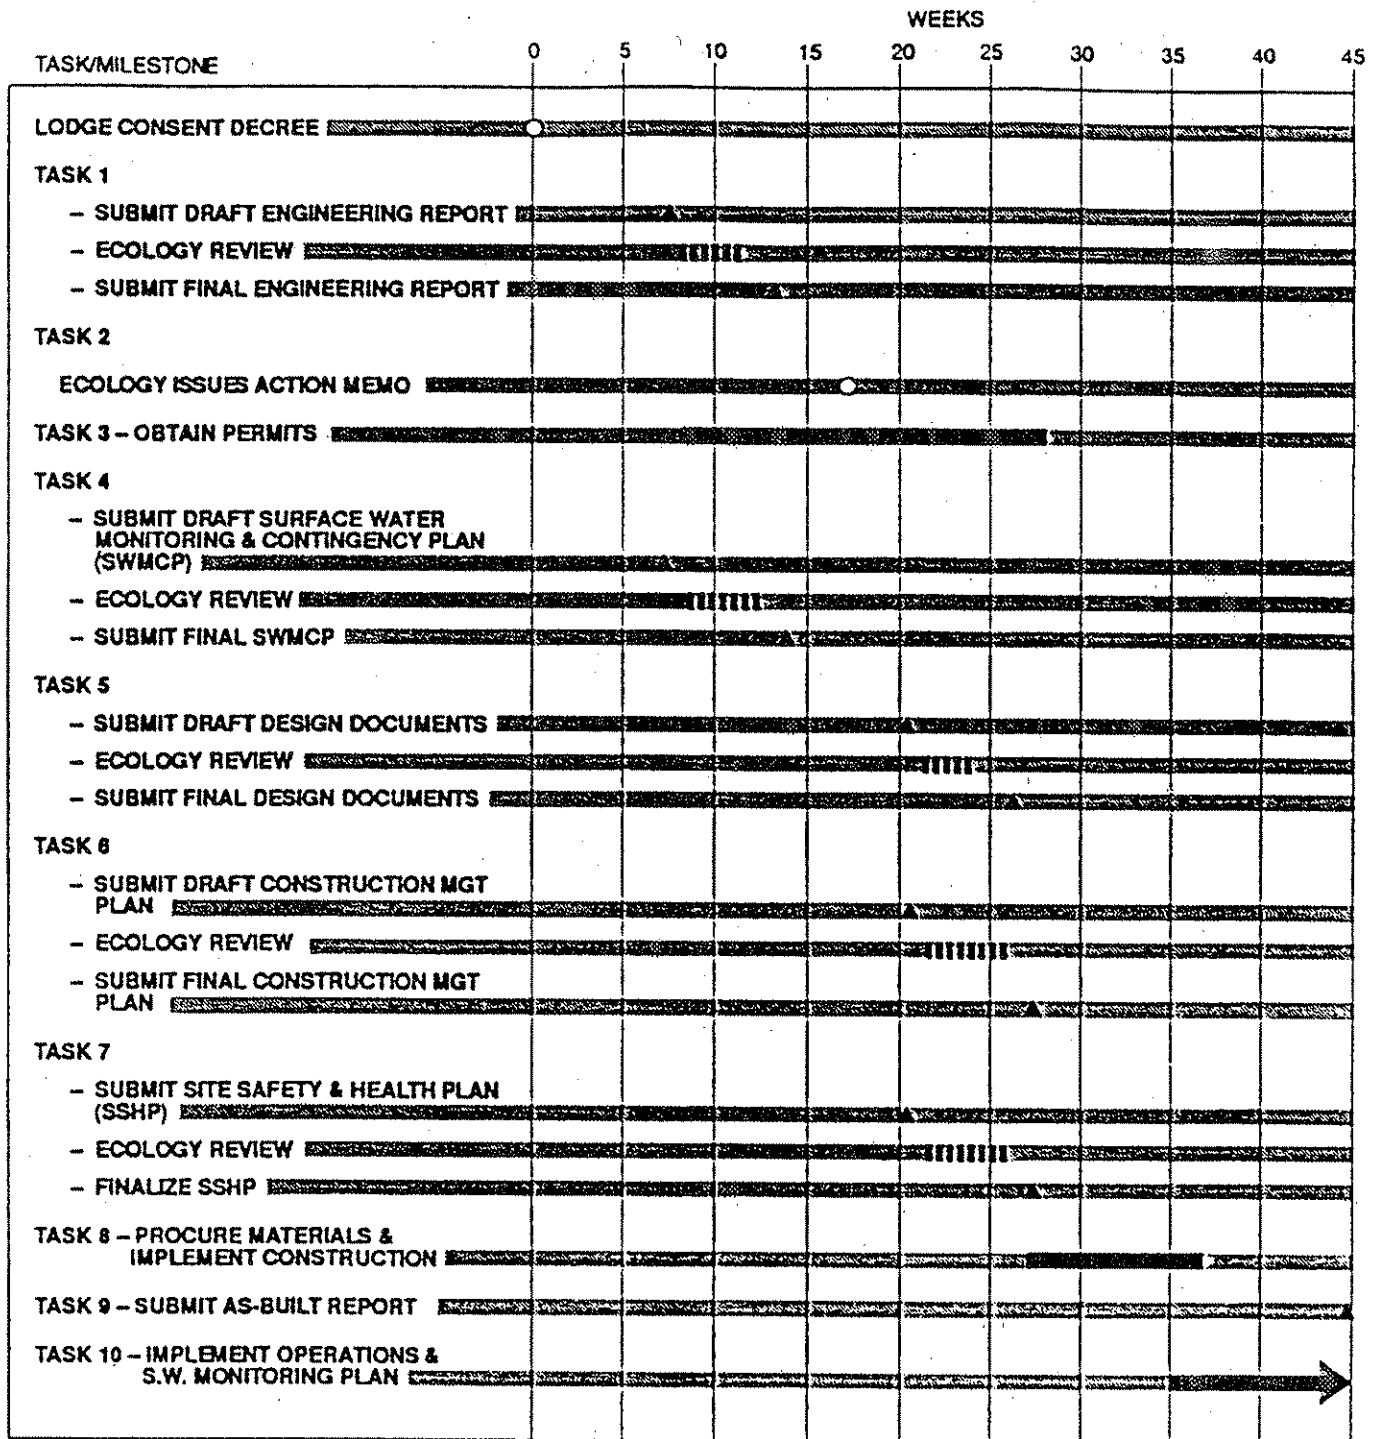 WEEKS
TASK/MILESTONE 0 5 10 15 20 25 30 35 40 45
LODGE CONSENT DECREE
TASK 1
– SUBMIT DRAFT ENGINEERING REPORT
– ECOLOGY REVIEW
– SUBMIT FINAL ENGINEERING REPORT
TASK 2
ECOLOGY ISSUES ACTION MEMO
TASK 3 – OBTAIN PERMITS
TASK 4
– SUBMIT DRAFT SURFACE WATER
MONITORING & CONTINGENCY PLAN
(SWMCP)
– ECOLOGY REVIEW
– SUBMIT FINAL SWMCP
TASK 5
– SUBMIT DRAFT DESIGN DOCUMENTS
– ECOLOGY REVIEW
– SUBMIT FINAL DESIGN DOCUMENTS
TASK 6
– SUBMIT DRAFT CONSTRUCTION MGT
PLAN
– ECOLOGY REVIEW
– SUBMIT FINAL CONSTRUCTION MGT
PLAN
TASK 7
– SUBMIT SITE SAFETY & HEALTH PLAN
(SSHP)
– ECOLOGY REVIEW
– FINALIZE SSHP
TASK 8 – PROCURE MATERIALS &
IMPLEMENT CONSTRUCTION
TASK 9 – SUBMIT AS-BUILT REPORT
TASK 10 – IMPLEMENT OPERATIONS &
S.W. MONITORING PLAN